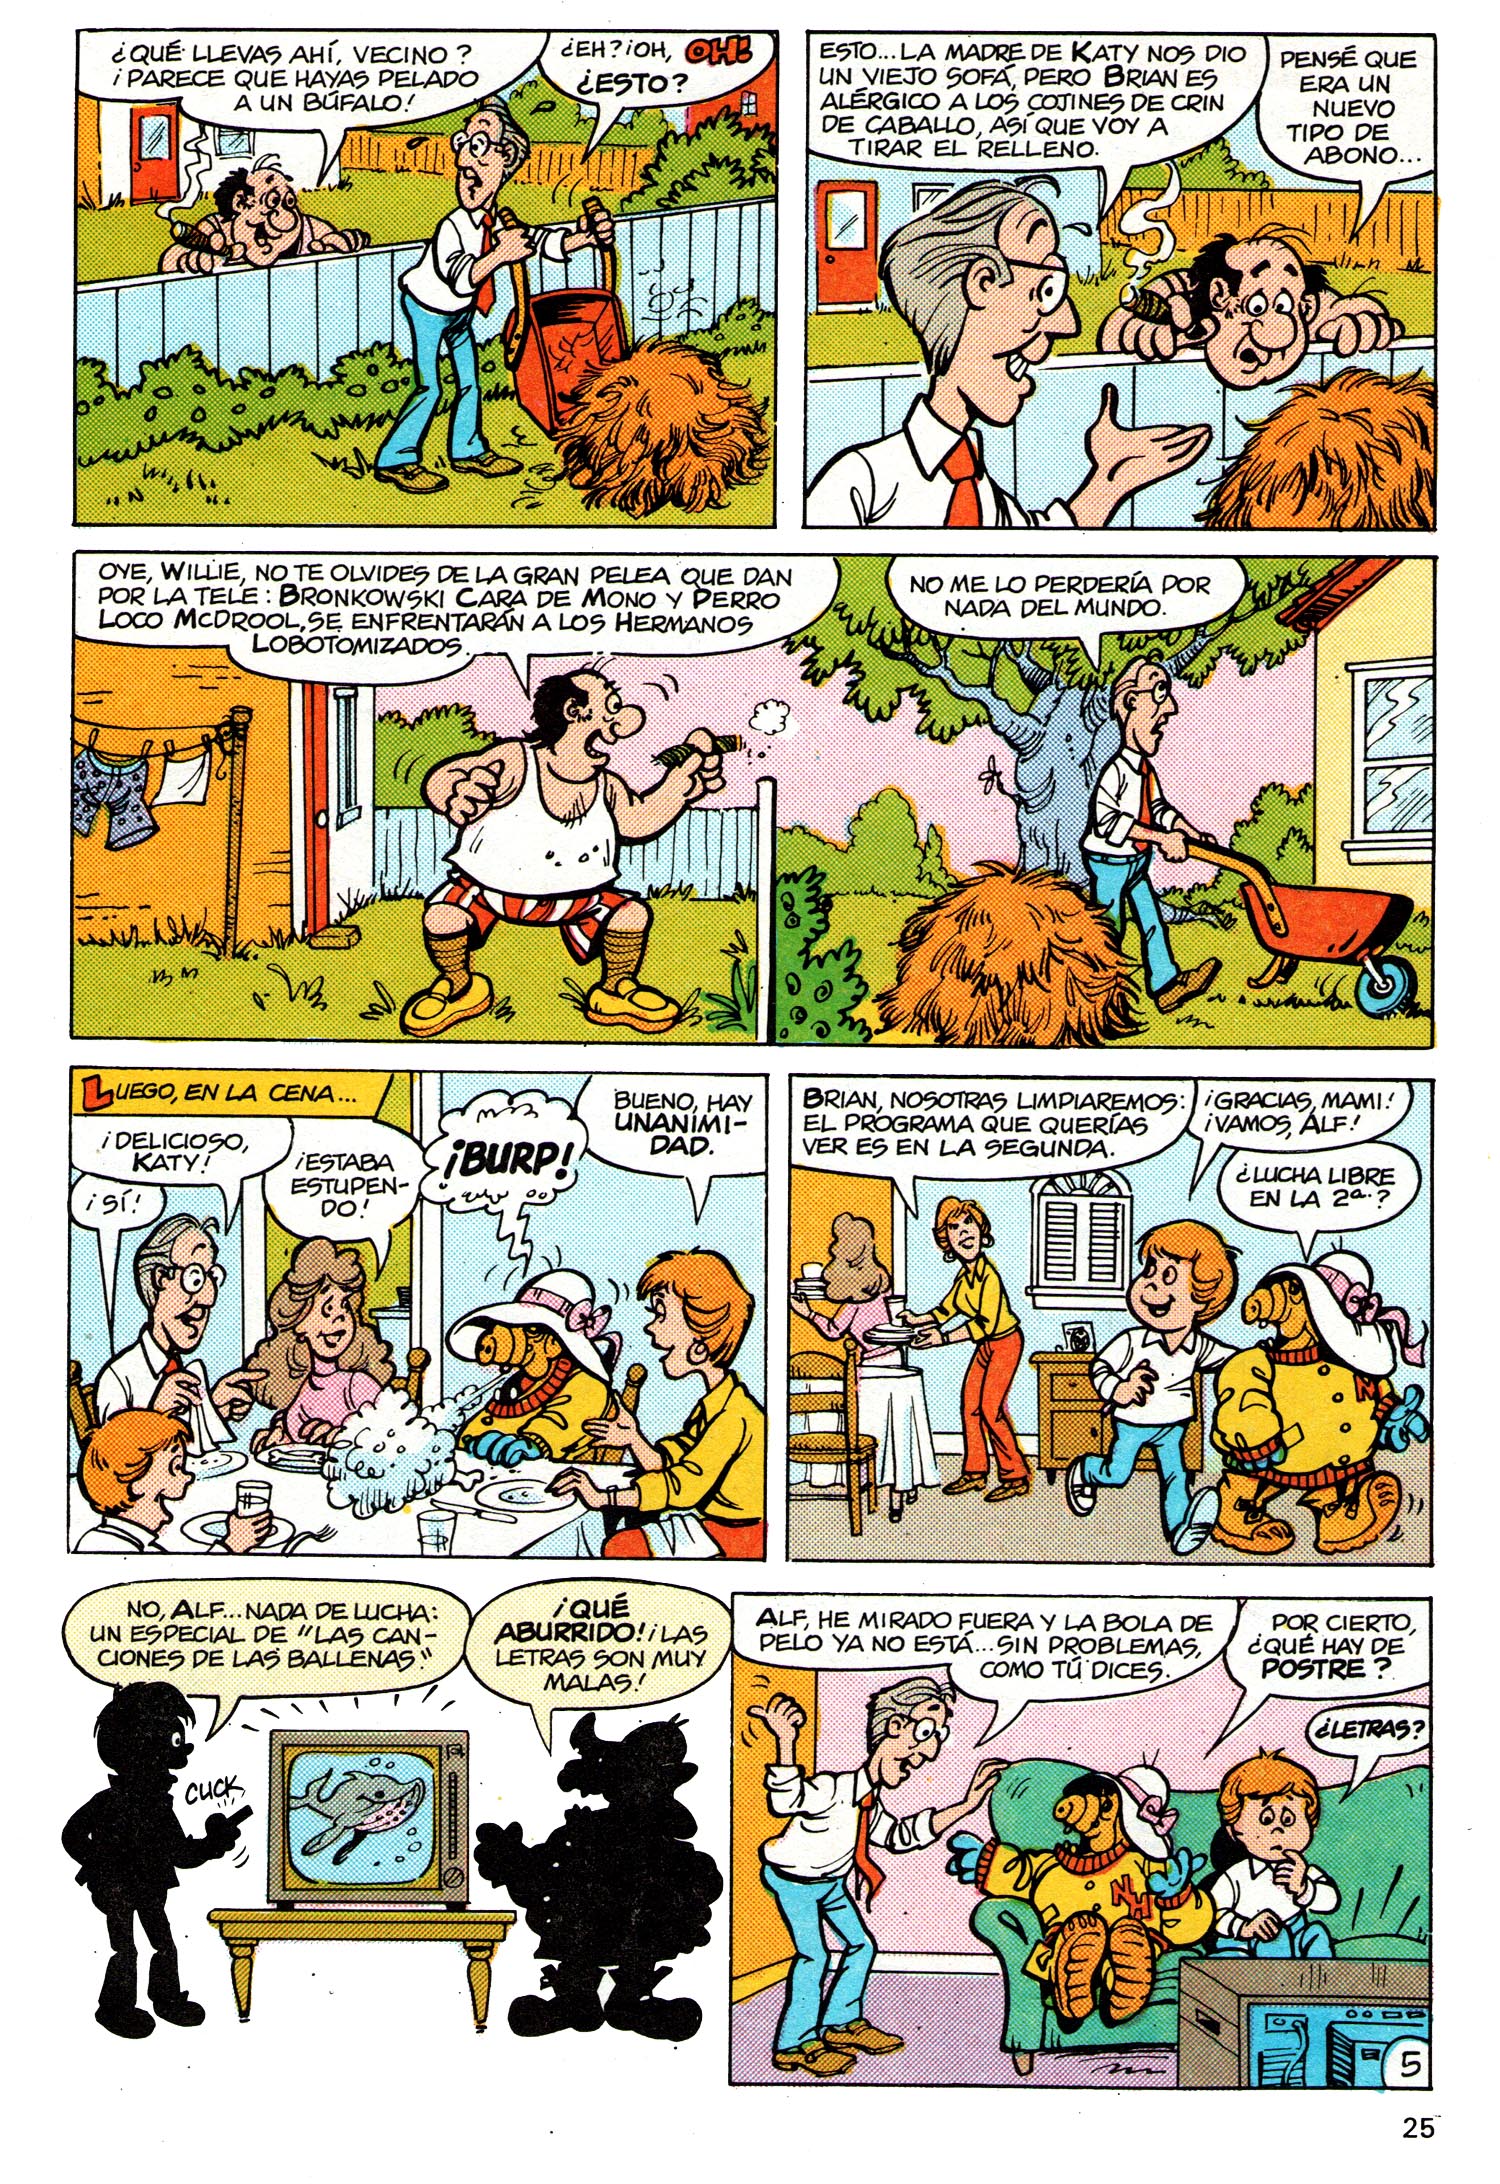 ¿QUÉ LLEVAS AHÍ, VECINO?
¡PARECE QUE HAYAS PELADO
A UN BÚFALO!
¿EH? ¡OH, OH!
¿ESTO?
ESTO... LA MADRE DE KATY NOS DIO
UN VIEJO SOFÁ, PERO BRIAN ES
ALÉRGICO A LOS COJINES DE CRIN
DE CABALLO, ASÍ QUE VOY A
TIRAR EL RELLENO.
PENSÉ QUE
ERA UN
NUEVO
TIPO DE
ABONO...
OYE, WILLIE, NO TE OLVIDES DE LA GRAN PELEA QUE DAN
POR LA TELE: BRONKOWSKI CARA DE MONO Y PERRO
LOCO MCDROOL, SE ENFRENTARÁN A LOS HERMANOS
LOBOTOMIZADOS.
NO ME LO PERDERÍA POR
NADA DEL MUNDO.
LUEGO, EN LA CENA...
¡DELICIOSO,
KATY!
¡SÍ!
¡ESTABA
ESTUPEN-
DO!
¡BURP!
BUENO, HAY
UNANIMI-
DAD.
BRIAN, NOSOTRAS LIMPIAREMOS:
EL PROGRAMA QUE QUERÍAS
VER ES EN LA SEGUNDA.
¡GRACIAS, MAMI!
¡VAMOS, ALF!
¿LUCHA LIBRE
EN LA 2ª?
N
NO, ALF... NADA DE LUCHA:
UN ESPECIAL DE "LAS CAN-
CIONES DE LAS BALLENAS."
¡QUÉ
ABURRIDO! ¡LAS
LETRAS SON MUY
MALAS!
CLICK
ALF, HE MIRADO FUERA Y LA BOLA DE
PELO YA NO ESTÁ... SIN PROBLEMAS,
COMO TÚ DICES.
POR CIERTO,
¿QUÉ HAY DE
POSTRE?
¿LETRAS?
NH
5
25